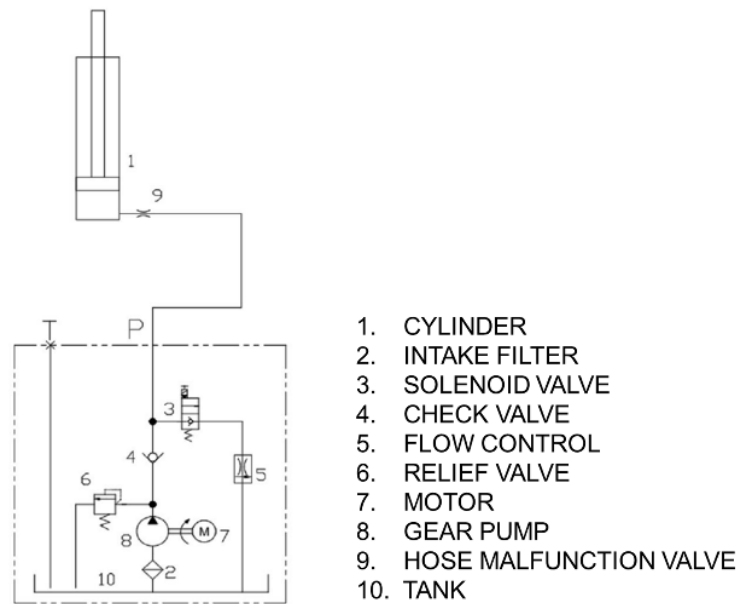 1
9
T P
3
4
5
6
8 M 7
10 2
1. CYLINDER
2. INTAKE FILTER
3. SOLENOID VALVE
4. CHECK VALVE
5. FLOW CONTROL
6. RELIEF VALVE
7. MOTOR
8. GEAR PUMP
9. HOSE MALFUNCTION VALVE
10. TANK